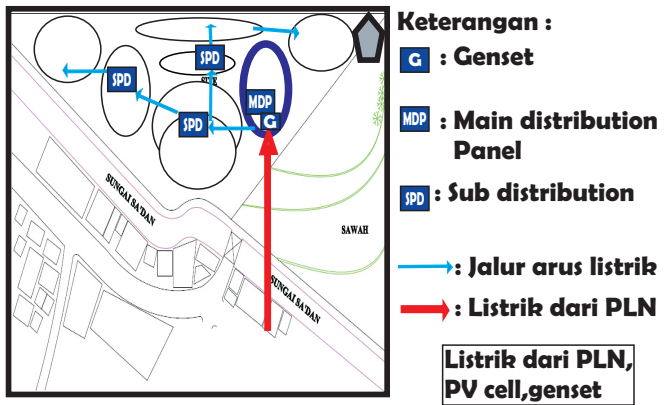 Keterangan :
G : Genset
MDP : Main distribution
Panel
SPD : Sub distribution
: Jalur arus listrik
: Listrik dari PLN
Listrik dari PLN,
PV cell,genset
SPD
SPD
SPD
MDP
G
SUNGAI SA'DAN
SUNGAI SA'DAN
SAWAH